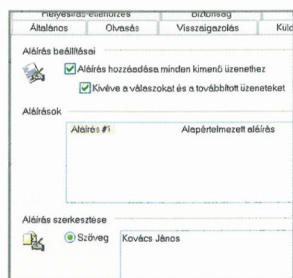 Helyesírás-ellenőrzés Biztonság
Általános Olvasás Visszaigazolás Küld
Aláírás beállításai
Aláírás hozzáadása minden kimenő üzenethez
Kivéve a válaszokat és a továbbított üzeneteket
Aláírások
Aláírás #1 Alapértelmezett aláírás
Aláírás szerkesztése
Szöveg Kovács János